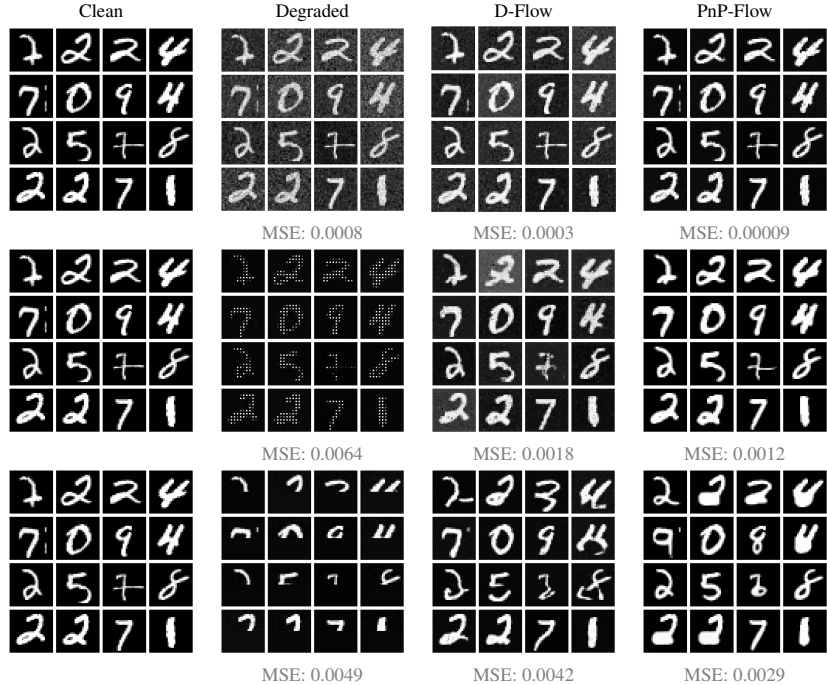 Clean Degraded D-Flow PnP-Flow
MSE: 0.0008 MSE: 0.0003 MSE: 0.00009
MSE: 0.0064 MSE: 0.0018 MSE: 0.0012
MSE: 0.0049 MSE: 0.0042 MSE: 0.0029